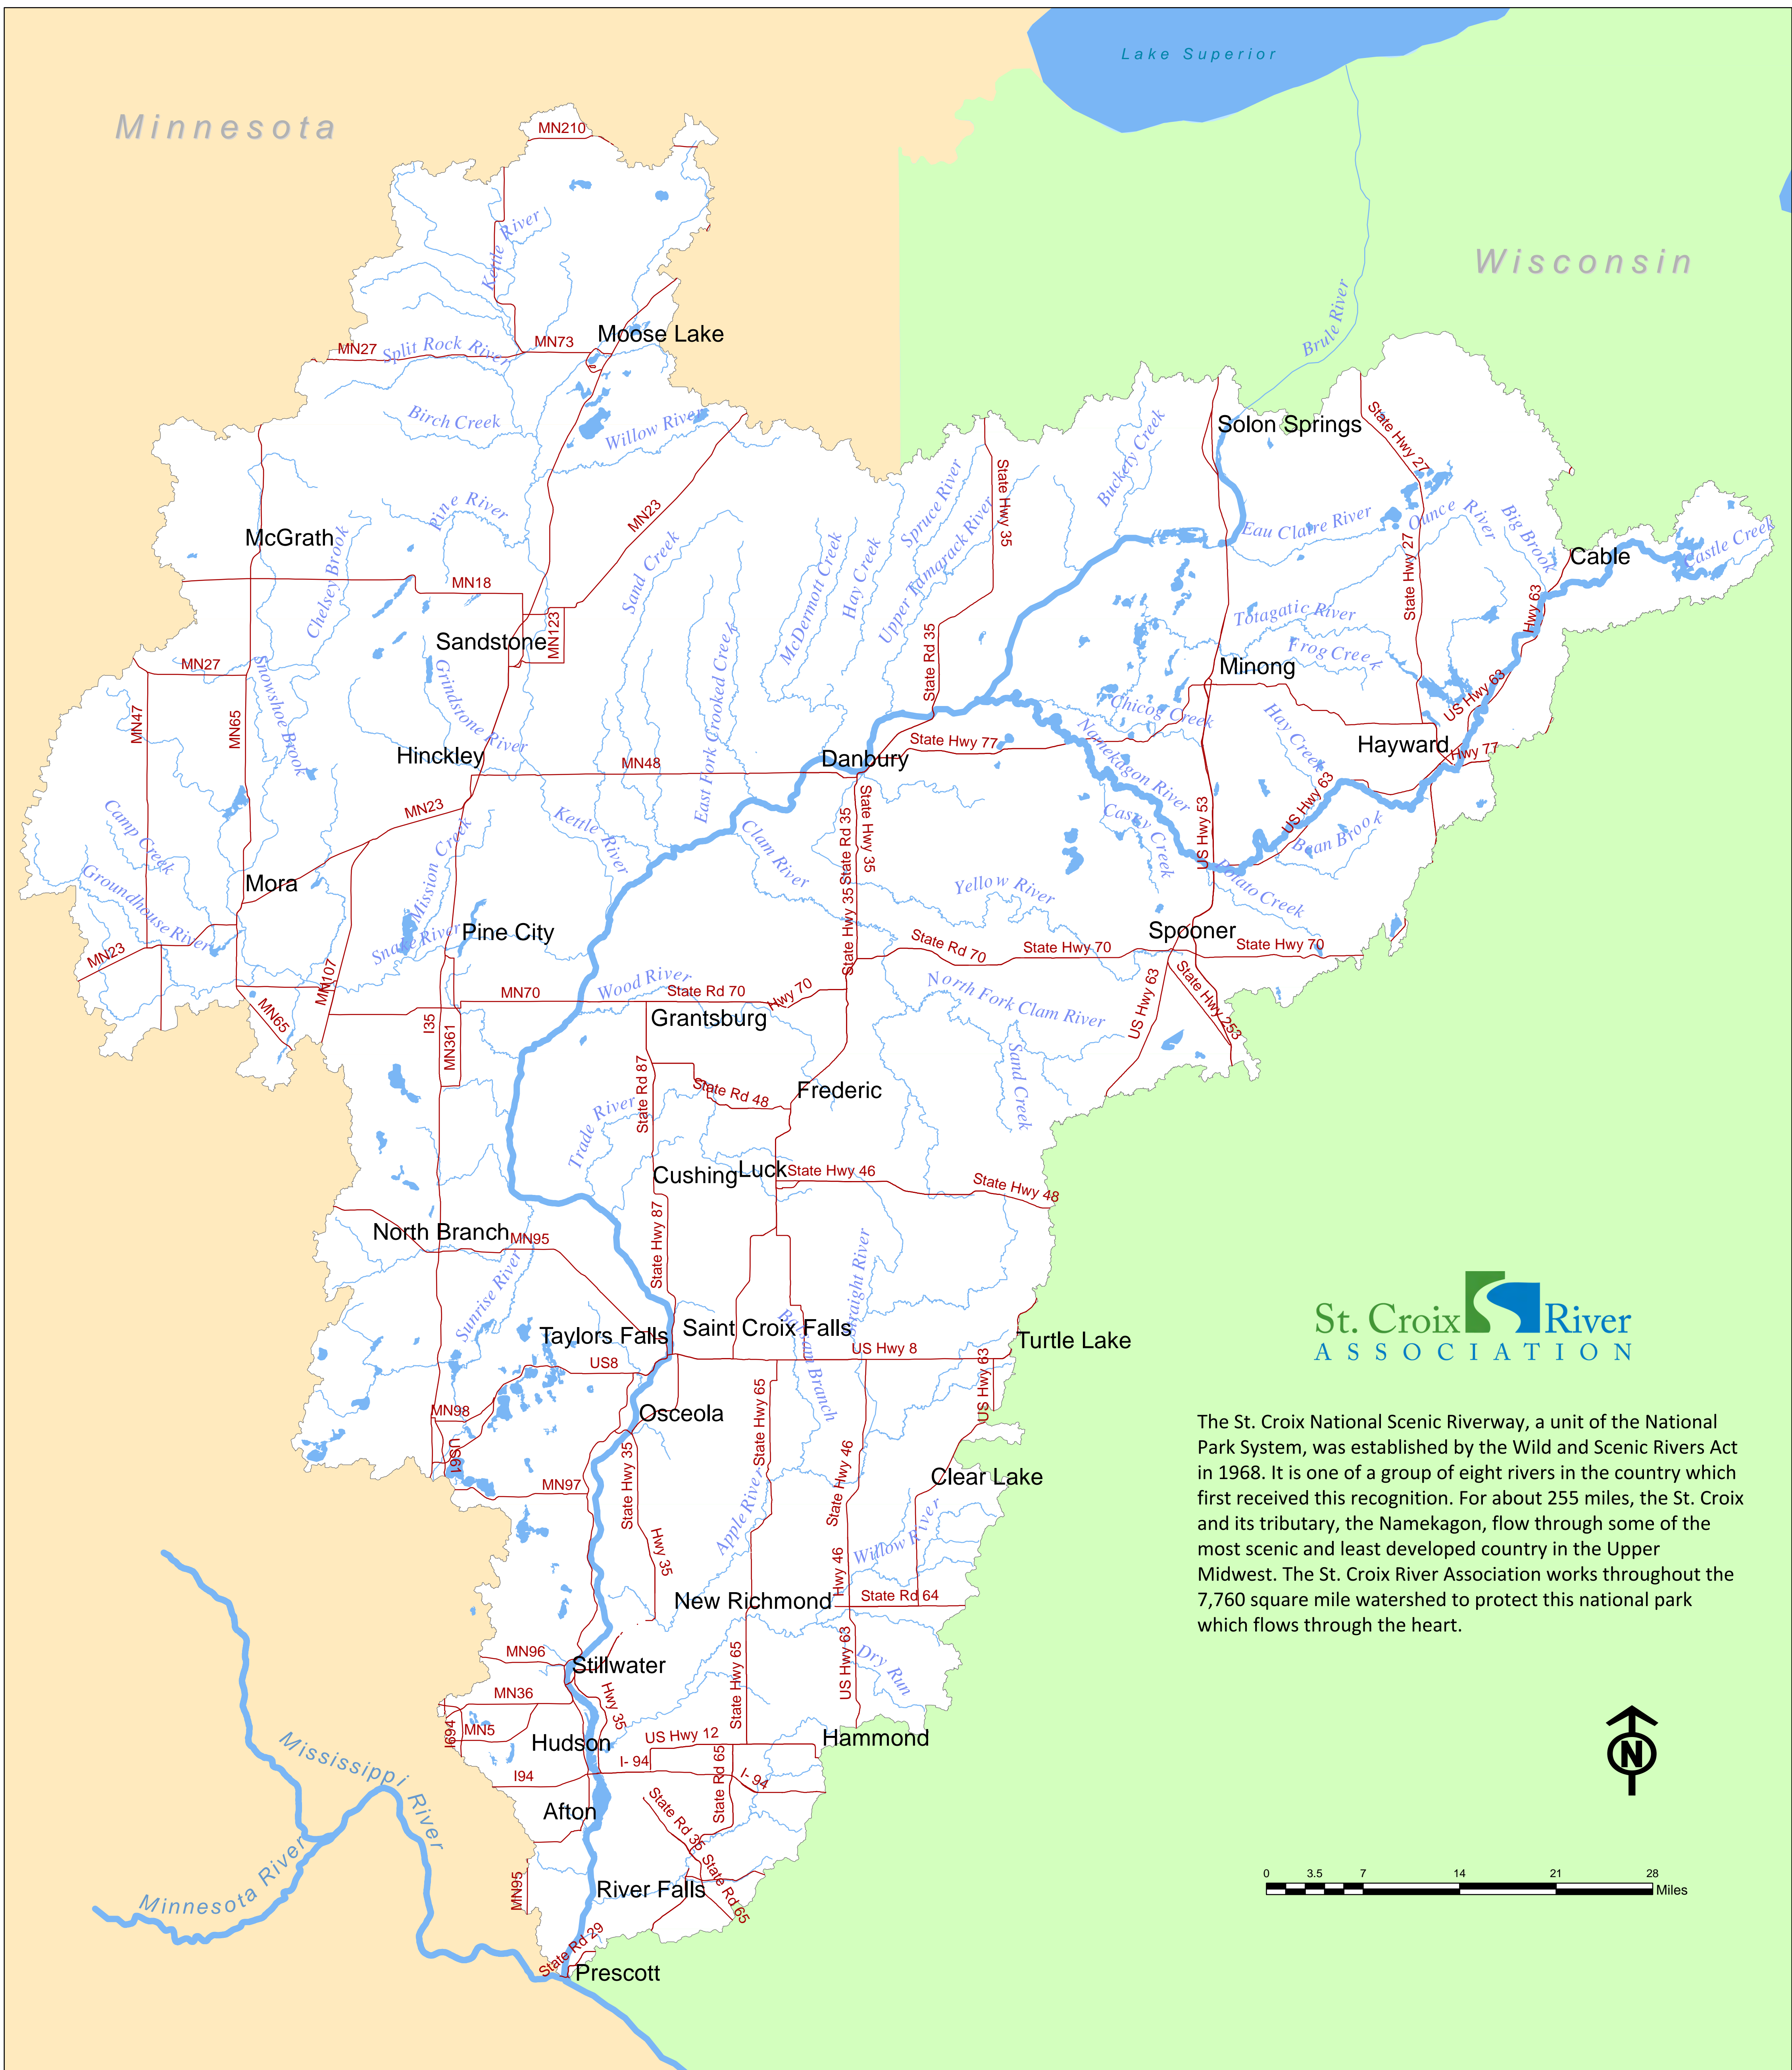 Lake Superior
Minnesota
MN210
Kettle River
Wisconsin
Brule River
Moose Lake
MN27
Split Rock River
MN73
Birch Creek
Willow River
Solon Springs
State Hwy 27
Buckety Creek
State Hwy 35
Spruce River
Upper Tamarack River
McGrath
Chelsey Brook
Pine River
MN23
Sand Creek
McDermott Creek
Hay Creek
Eau Claire River
Ounce River
Big Brook
Cable
Castle Creek
MN18
MN123
Sandstone
State Hwy 27
Hwy 63
Totagatic River
Frog Creek
Minong
MN27
MN47
MN65
Snowshoe Brook
Grindstone River
East Fork Crooked Creek
State Rd 35
US Hwy 63
Chicog Creek
Hay Creek
Hayward
Hwy 77
Hinckley
MN48
Danbury
State Hwy 77
Namekagon River
US Hwy 63
Camp Creek
MN23
Kettle River
Clam River
State Rd 35
State Hwy 35
Casey Creek
US Hwy 53
Bean Brook
Groundhouse River
Mora
Mission Creek
Yellow River
Potato Creek
Snake River
Pine City
State Hwy 35
Spooner
MN23
State Rd 70
State Hwy 70
State Hwy 70
MN107
MN65
Wood River
MN70
State Rd 70
Hwy 70
North Fork Clam River
US Hwy 63
State Hwy 253
I35
MN361
Grantsburg
State Rd 87
State Rd 48
Frederic
Sand Creek
Trade River
Cushing
Luck
State Hwy 46
State Hwy 48
North Branch
MN95
State Hwy 87
Sunrise River
Straight River
Balsam Branch
Taylors Falls
Saint Croix Falls
US Hwy 8
Turtle Lake
US8
US Hwy 63
MN98
US61
Osceola
State Hwy 65
State Hwy 35
State Hwy 46
Clear Lake
MN97
Hwy 35
Apple River
Willow River
Hwy 46
New Richmond
State Rd 64
MN96
Stillwater
State Hwy 65
US Hwy 63
Dry Run
MN36
Hwy 35
I694
MN5
Hudson
US Hwy 12
Hammond
I94
I- 94
State Rd 65
I- 94
Afton
State Rd 35
Mississippi River
Minnesota River
MN95
River Falls
State Rd 65
State Rd 29
Prescott
St. Croix River
ASSOCIATION
The St. Croix National Scenic Riverway, a unit of the National
Park System, was established by the Wild and Scenic Rivers Act
in 1968. It is one of a group of eight rivers in the country which
first received this recognition. For about 255 miles, the St. Croix
and its tributary, the Namekagon, flow through some of the
most scenic and least developed country in the Upper
Midwest. The St. Croix River Association works throughout the
7,760 square mile watershed to protect this national park
which flows through the heart.
N
0 3.5 7 14 21 28
Miles